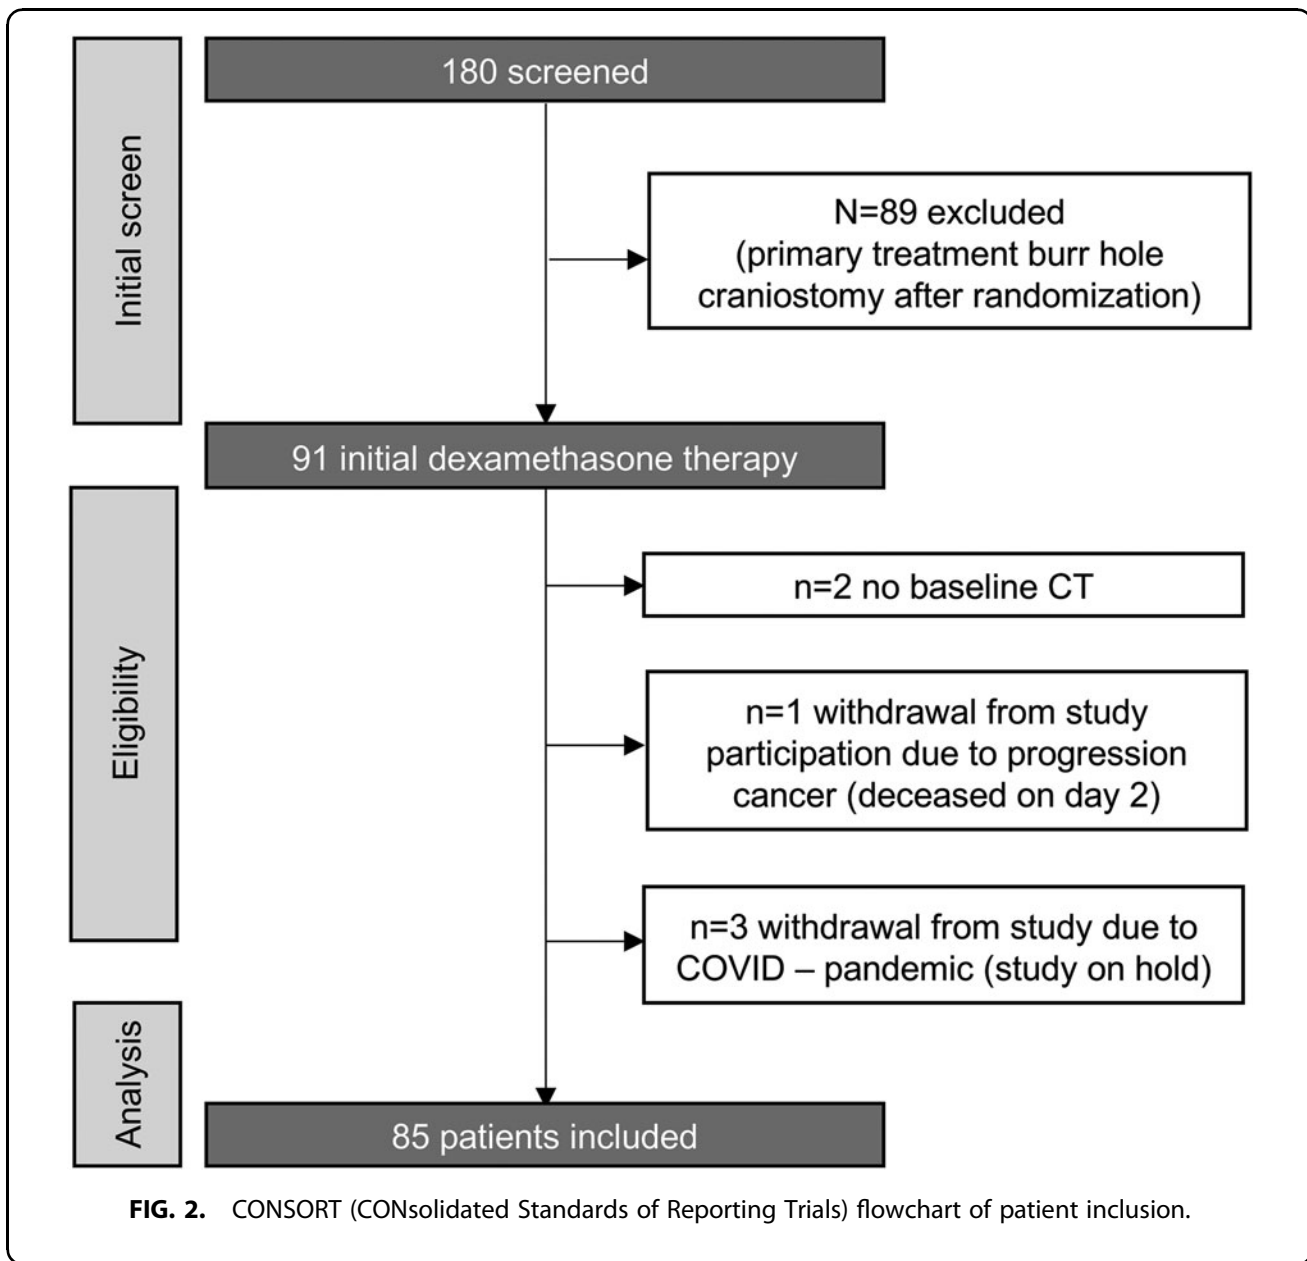 Initial screen
180 screened
N=89 excluded
(primary treatment burr hole
craniostomy after randomization)
91 initial dexamethasone therapy
Eligibility
n=2 no baseline CT
n=1 withdrawal from study
participation due to progression
cancer (deceased on day 2)
n=3 withdrawal from study due to
COVID – pandemic (study on hold)
Analysis
85 patients included
FIG. 2. CONSORT (CONsolidated Standards of Reporting Trials) flowchart of patient inclusion.